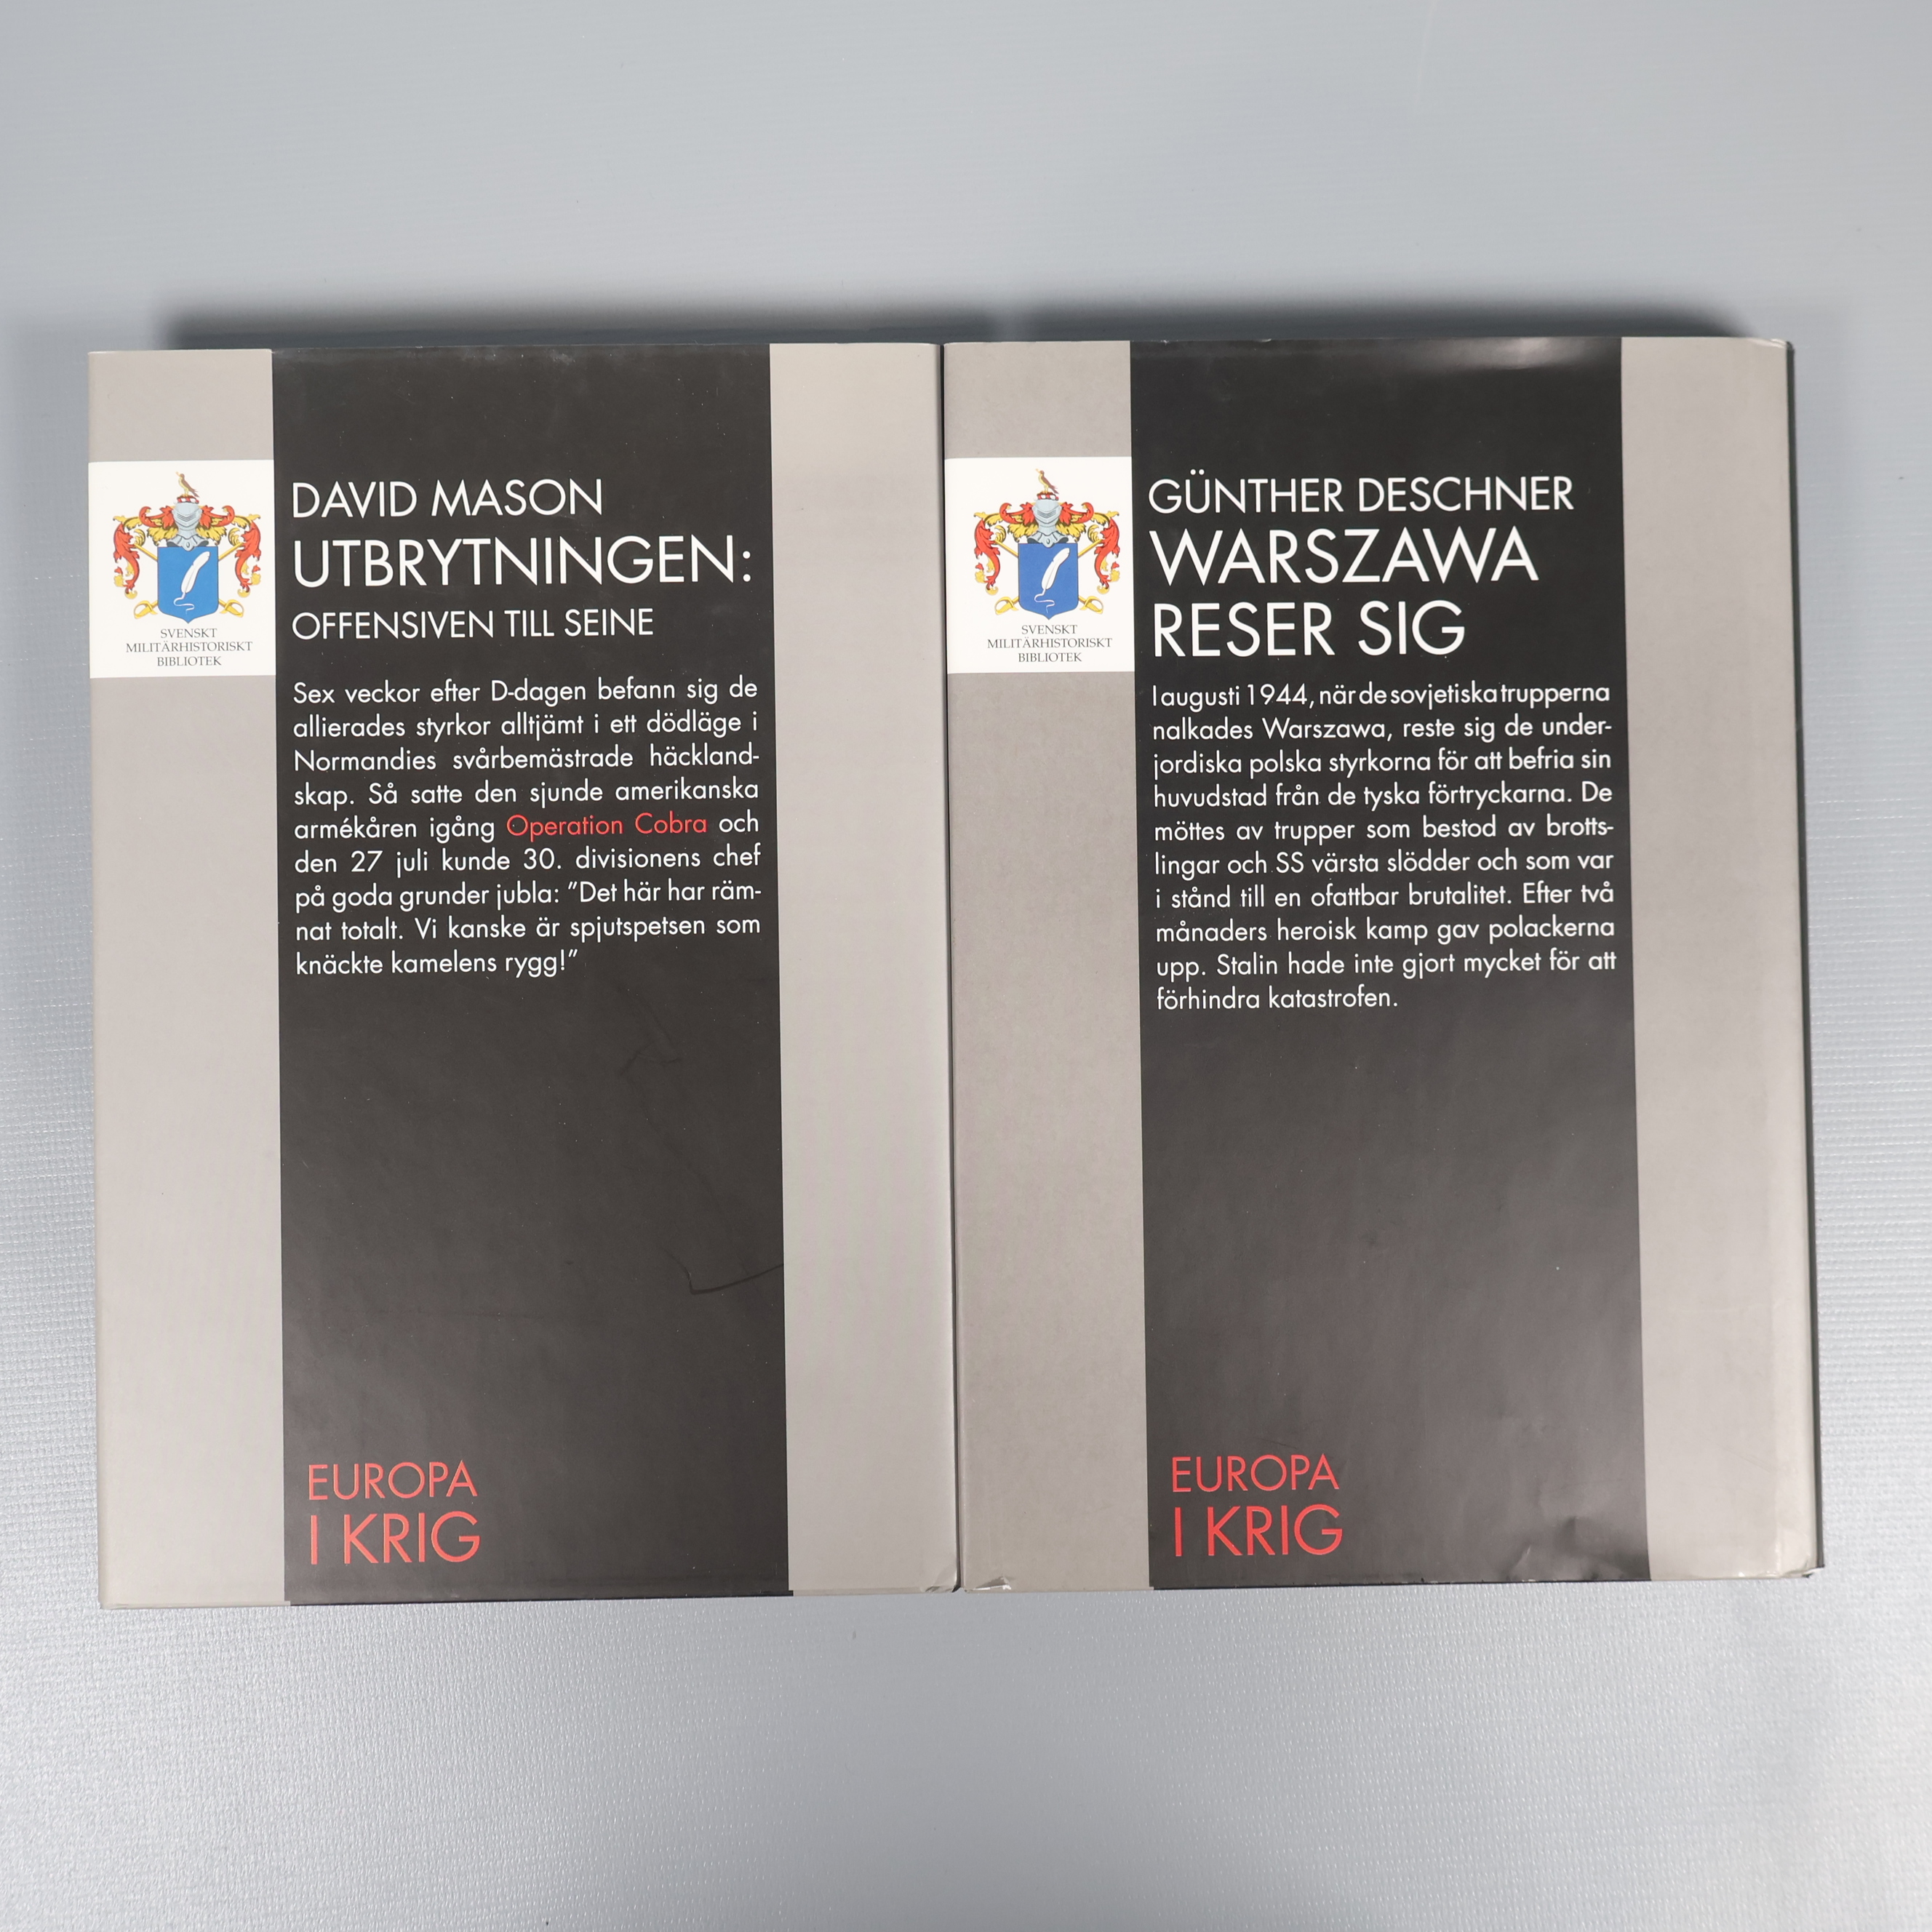 SVENSKT
MILITÄRHISTORISKT
BIBLIOTEK
DAVID MASON
UTBRYTNINGEN:
OFFENSIVEN TILL SEINE
Sex veckor efter D-dagen befann sig de
allierades styrkor alltjämt i ett dödläge i
Normandies svårbemästrade häckland-
skap. Så satte den sjunde amerikanska
armékåren igång Operation Cobra och
den 27 juli kunde 30. divisionens chef
på goda grunder jubla: ”Det här har räm-
nat totalt. Vi kanske är spjutspetsen som
knäckte kamelens rygg!”
EUROPA
I KRIG
SVENSKT
MILITÄRHISTORISKT
BIBLIOTEK
GÜNTHER DESCHNER
WARSZAWA
RESER SIG
I augusti 1944, när de sovjetiska trupperna
nalkades Warszawa, reste sig de under-
jordiska polska styrkorna för att befria sin
huvudstad från de tyska förtryckarna. De
möttes av trupper som bestod av brotts-
lingar och SS värsta slödder och som var
i stånd till en ofattbar brutalitet. Efter två
månaders heroisk kamp gav polackerna
upp. Stalin hade inte gjort mycket för att
förhindra katastrofen.
EUROPA
I KRIG